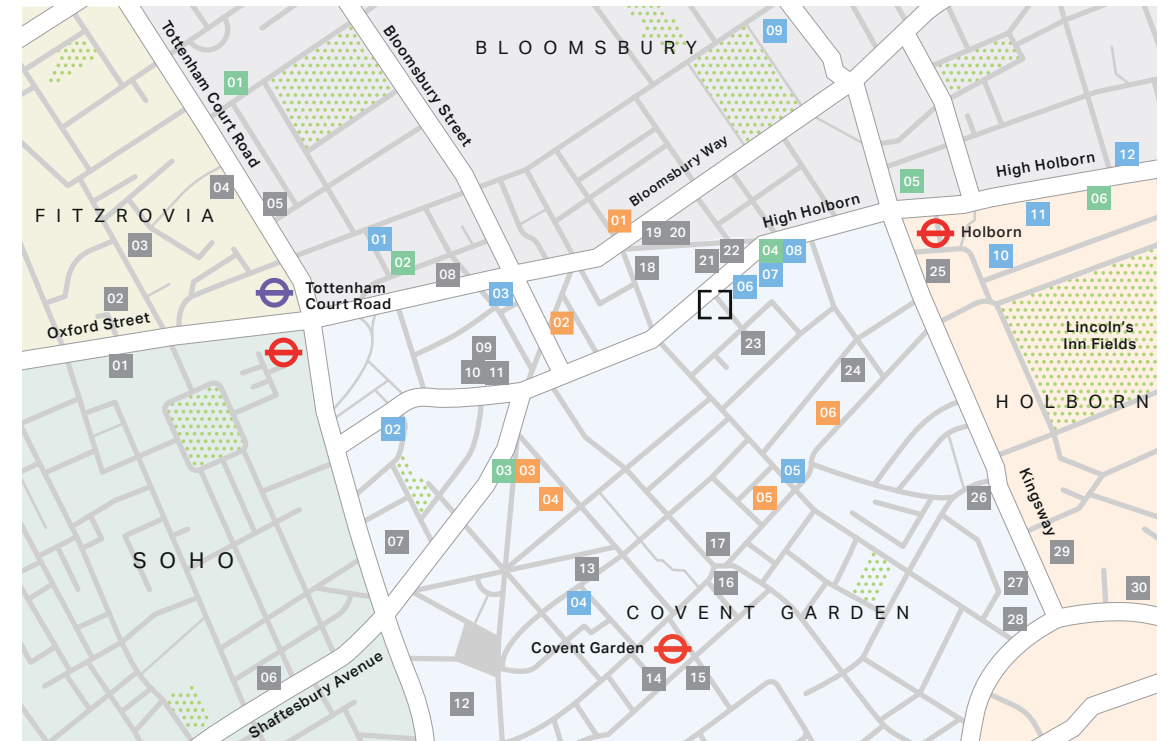 BLOOMSBURY
09
Tottenham Court Road
Bloomsbury Street
01
12
High Holborn
Bloomsbury Way
04
05
05
06
FITZROVIA
High Holborn
11
01
19
20
Holborn
03
01
02
22
04
08
10
18
21
07
25
08
06
Tottenham
Court Road
03
02
Oxford Street
02
23
Lincoln's
Inn Fields
01
09
10
11
24
HOLBORN
06
02
03
03
05
04
05
26
Kingsway
07
17
29
SOHO
13
16
27
30
04
COVENT GARDEN
28
Covent Garden
06
14
15
Shaftesbury Avenue
12